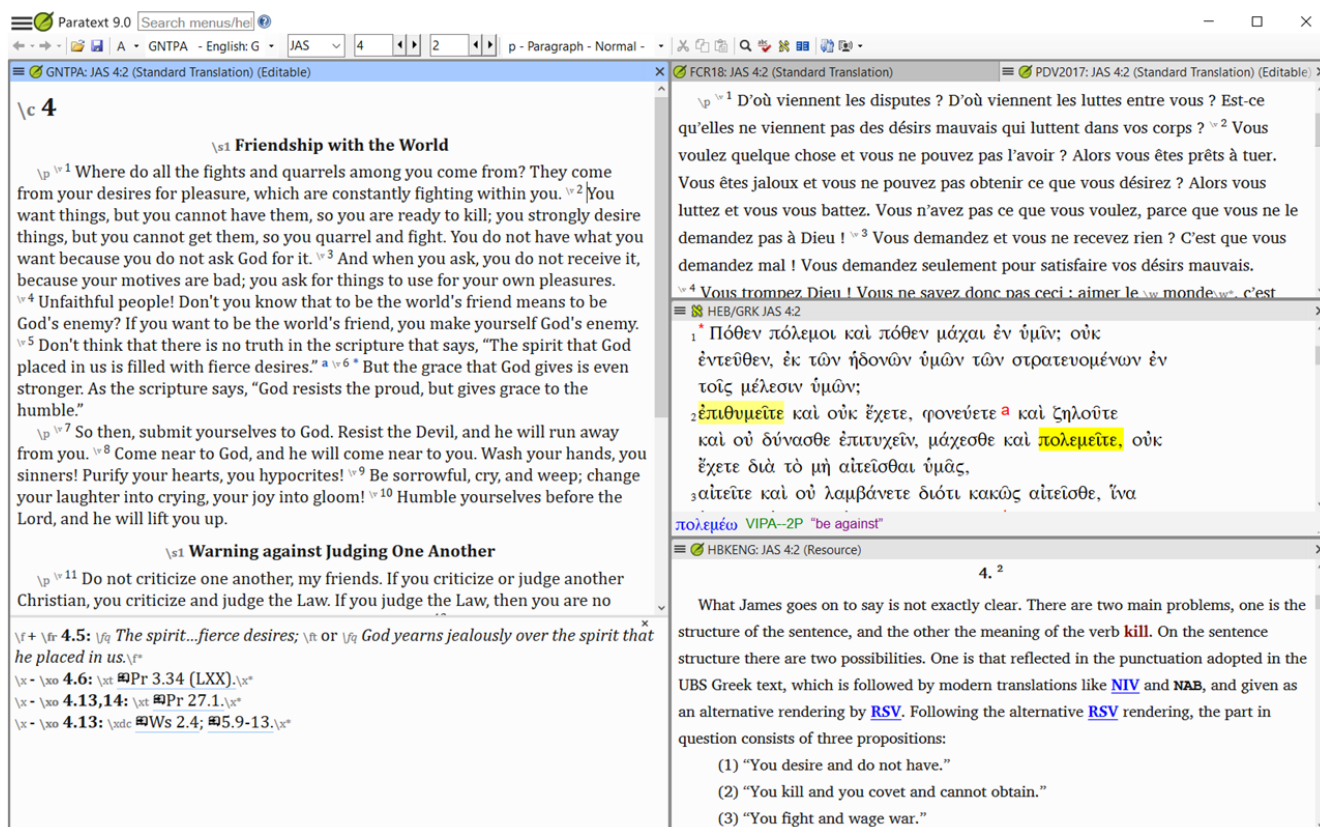 Paratext 9.0 Search menus/hel
A GNTPA - English: G JAS 4 2 p - Paragraph - Normal -
GNTPA: JAS 4:2 (Standard Translation) (Editable)
\c 4
\s1 Friendship with the World
\p \v 1 Where do all the fights and quarrels among you come from? They come
from your desires for pleasure, which are constantly fighting within you. \v 2 You
want things, but you cannot have them, so you are ready to kill; you strongly desire
things, but you cannot get them, so you quarrel and fight. You do not have what you
want because you do not ask God for it. \v 3 And when you ask, you do not receive it,
because your motives are bad; you ask for things to use for your own pleasures.
\v 4 Unfaithful people! Don't you know that to be the world's friend means to be
God's enemy? If you want to be the world's friend, you make yourself God's enemy.
\v 5 Don't think that there is no truth in the scripture that says, “The spirit that God
placed in us is filled with fierce desires.” a \v 6 * But the grace that God gives is even
stronger. As the scripture says, “God resists the proud, but gives grace to the
humble.”
\p \v 7 So then, submit yourselves to God. Resist the Devil, and he will run away
from you. \v 8 Come near to God, and he will come near to you. Wash your hands, you
sinners! Purify your hearts, you hypocrites! \v 9 Be sorrowful, cry, and weep; change
your laughter into crying, your joy into gloom! \v 10 Humble yourselves before the
Lord, and he will lift you up.
\s1 Warning against Judging One Another
\p \v 11 Do not criticize one another, my friends. If you criticize or judge another
Christian, you criticize and judge the Law. If you judge the Law, then you are no
\f + \fr 4.5: \fq The spirit...fierce desires; \ft or \fq God yearns jealously over the spirit that
he placed in us.\f*
\x - \xo 4.6: \xt Pr 3.34 (LXX).\x*
\x - \xo 4.13,14: \xt Pr 27.1.\x*
\x - \xo 4.13: \xdc Ws 2.4; 5.9-13.\x*
FCR18: JAS 4:2 (Standard Translation)
PDV2017: JAS 4:2 (Standard Translation) (Editable)
\p \v 1 D’où viennent les disputes ? D’où viennent les luttes entre vous ? Est-ce
qu’elles ne viennent pas des désirs mauvais qui luttent dans vos corps ? \v 2 Vous
voulez quelque chose et vous ne pouvez pas l’avoir ? Alors vous êtes prêts à tuer.
Vous êtes jaloux et vous ne pouvez pas obtenir ce que vous désirez ? Alors vous
luttez et vous vous battez. Vous n’avez pas ce que vous voulez, parce que vous ne le
demandez pas à Dieu ! \v 3 Vous demandez et vous ne recevez rien ? C’est que vous
demandez mal ! Vous demandez seulement pour satisfaire vos désirs mauvais.
\v 4 Vous trompez Dieu ! Vous ne savez donc pas ceci : aimer le \w monde\w*, c’est
HEB/GRK JAS 4:2
1 * Πόθεν πόλεμοι καὶ πόθεν μάχαι ἐν ὑμῖν; οὐκ
ἐντεῦθεν, ἐκ τῶν ἡδονῶν ὑμῶν τῶν στρατευομένων ἐν
τοῖς μέλεσιν ὑμῶν;
2 ἐπιθυμεῖτε καὶ οὐκ ἔχετε, φονεύετε a καὶ ζηλοῦτε
καὶ οὐ δύνασθε ἐπιτυχεῖν, μάχεσθε καὶ πολεμεῖτε, οὐκ
ἔχετε διὰ τὸ μὴ αἰτεῖσθαι ὑμᾶς,
3 αἰτεῖτε καὶ οὐ λαμβάνετε διότι κακῶς αἰτεῖσθε, ἵνα
πολεμέω VIPA--2P “be against”
HBKENG: JAS 4:2 (Resource)
4. 2
What James goes on to say is not exactly clear. There are two main problems, one is the
structure of the sentence, and the other the meaning of the verb kill. On the sentence
structure there are two possibilities. One is that reflected in the punctuation adopted in the
UBS Greek text, which is followed by modern translations like NIV and NAB, and given as
an alternative rendering by RSV. Following the alternative RSV rendering, the part in
question consists of three propositions:
(1) “You desire and do not have.”
(2) “You kill and you covet and cannot obtain.”
(3) “You fight and wage war.”